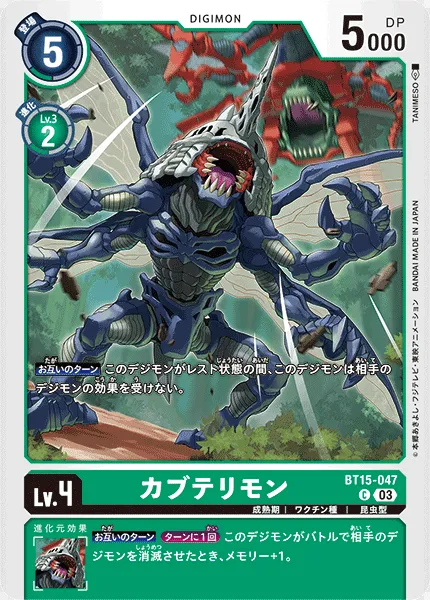 DIGIMON
登場
5
5000
DP
進化
Lv.3
2
TANIMESO
BANDAI MADE IN JAPAN
© 本郷あきよし・フジテレビ・東映アニメーション
お互いのターン このデジモンがレスト状態の間、このデジモンは相手の
デジモンの効果を受けない。
BT15-047
Lv.4
カブテリモン
C 03
成熟期 | ワクチン種 | 昆虫型
進化元効果
お互いのターン ターンに1回 このデジモンがバトルで相手のデ
ジモンを消滅させたとき、メモリー+1。